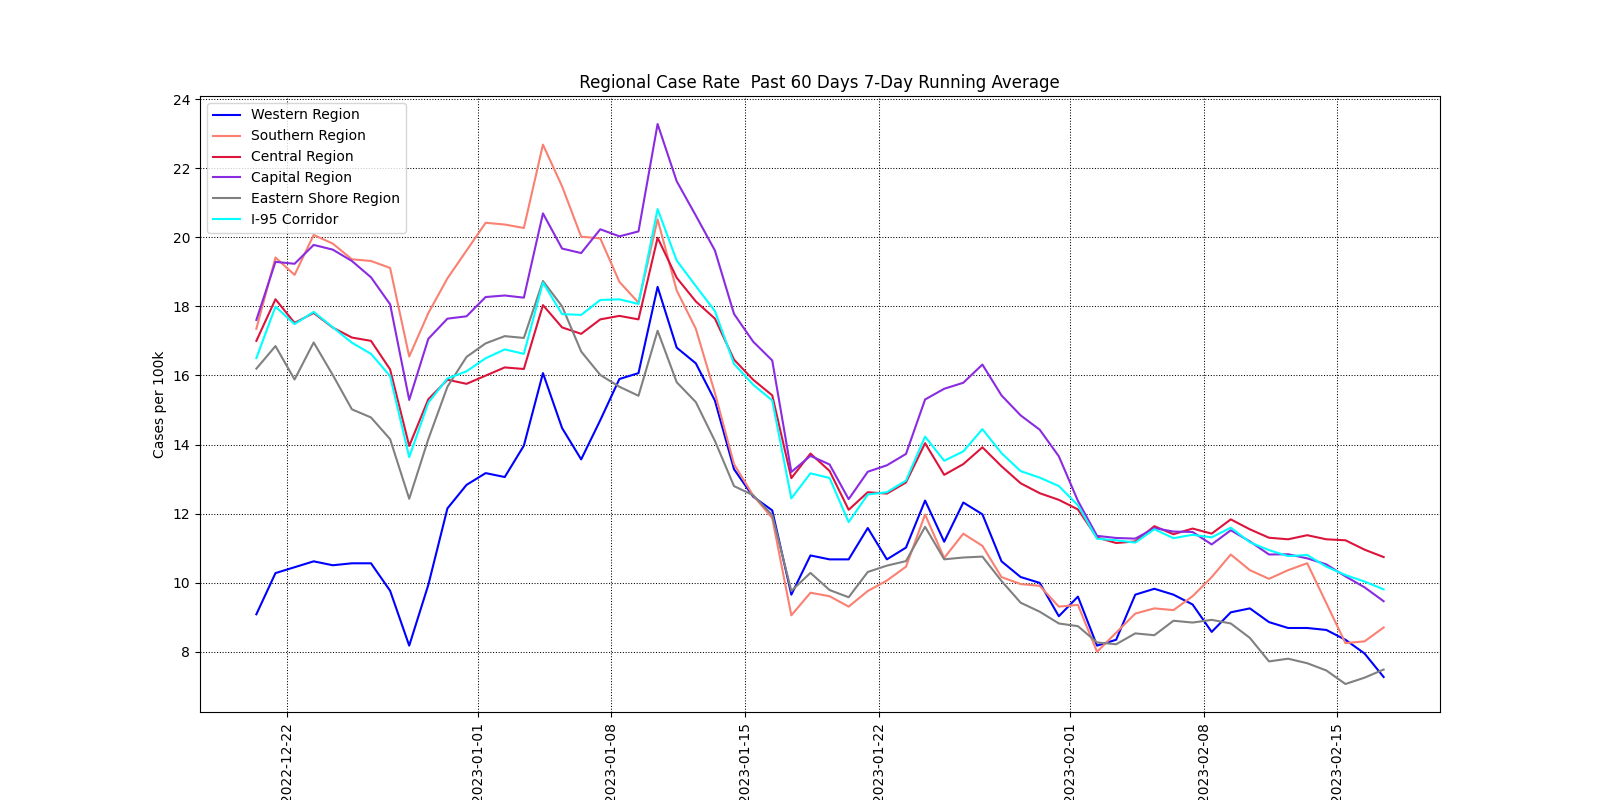 Regional Case Rate  Past 60 Days 7-Day Running Average
Cases per 100k
24
22
20
18
16
14
12
10
8
Western Region
Southern Region
Central Region
Capital Region
Eastern Shore Region
I-95 Corridor
2022-12-22
2023-01-01
2023-01-08
2023-01-15
2023-01-22
2023-02-01
2023-02-08
2023-02-15